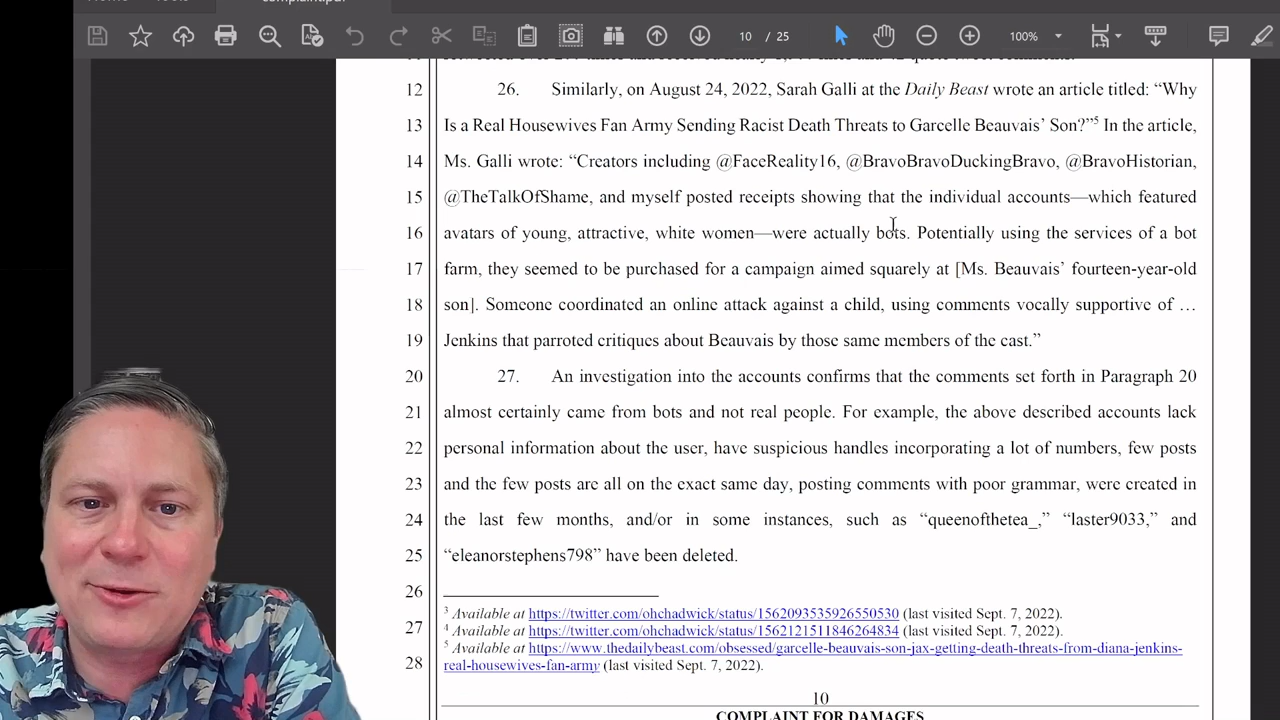 complaint.pdf
10 / 25
100%
12 26. Similarly, on August 24, 2022, Sarah Galli at the Daily Beast wrote an article titled: “Why
13 Is a Real Housewives Fan Army Sending Racist Death Threats to Garcelle Beauvais’ Son?”5 In the article,
14 Ms. Galli wrote: “Creators including @FaceReality16, @BravoBravoDuckingBravo, @BravoHistorian,
15 @TheTalkOfShame, and myself posted receipts showing that the individual accounts—which featured
16 avatars of young, attractive, white women—were actually bots. Potentially using the services of a bot
17 farm, they seemed to be purchased for a campaign aimed squarely at [Ms. Beauvais’ fourteen-year-old
18 son]. Someone coordinated an online attack against a child, using comments vocally supportive of …
19 Jenkins that parroted critiques about Beauvais by those same members of the cast.”
20 27. An investigation into the accounts confirms that the comments set forth in Paragraph 20
21 almost certainly came from bots and not real people. For example, the above described accounts lack
22 personal information about the user, have suspicious handles incorporating a lot of numbers, few posts
23 and the few posts are all on the exact same day, posting comments with poor grammar, were created in
24 the last few months, and/or in some instances, such as “queenofthetea_,” “laster9033,” and
25 “eleanorstephens798” have been deleted.
26
3 Available at https://twitter.com/ohchadwick/status/1562093535926550530 (last visited Sept. 7, 2022).
27 4 Available at https://twitter.com/ohchadwick/status/1562121511846264834 (last visited Sept. 7, 2022).
5 Available at https://www.thedailybeast.com/obsessed/garcelle-beauvais-son-jax-getting-death-threats-from-diana-jenkins-
28 real-housewives-fan-army (last visited Sept. 7, 2022).
10
COMPLAINT FOR DAMAGES